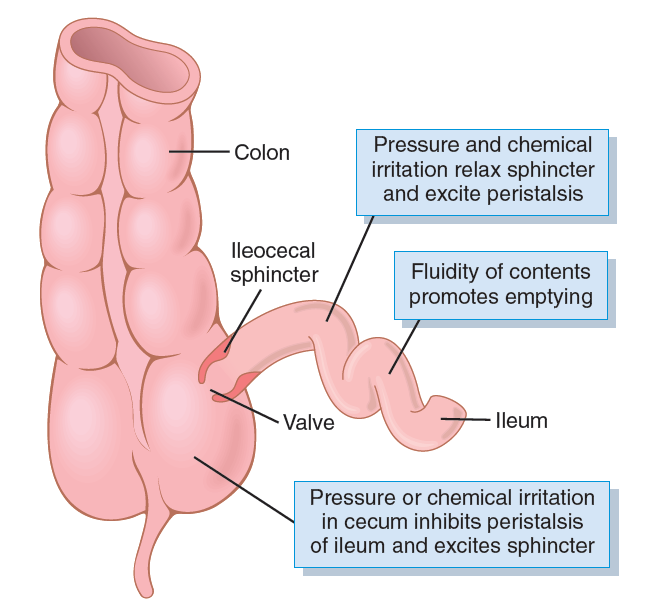 Colon
Pressure and chemical
irritation relax sphincter
and excite peristalsis
Ileocecal
sphincter
Fluidity of contents
promotes emptying
Valve
Ileum
Pressure or chemical irritation
in cecum inhibits peristalsis
of ileum and excites sphincter